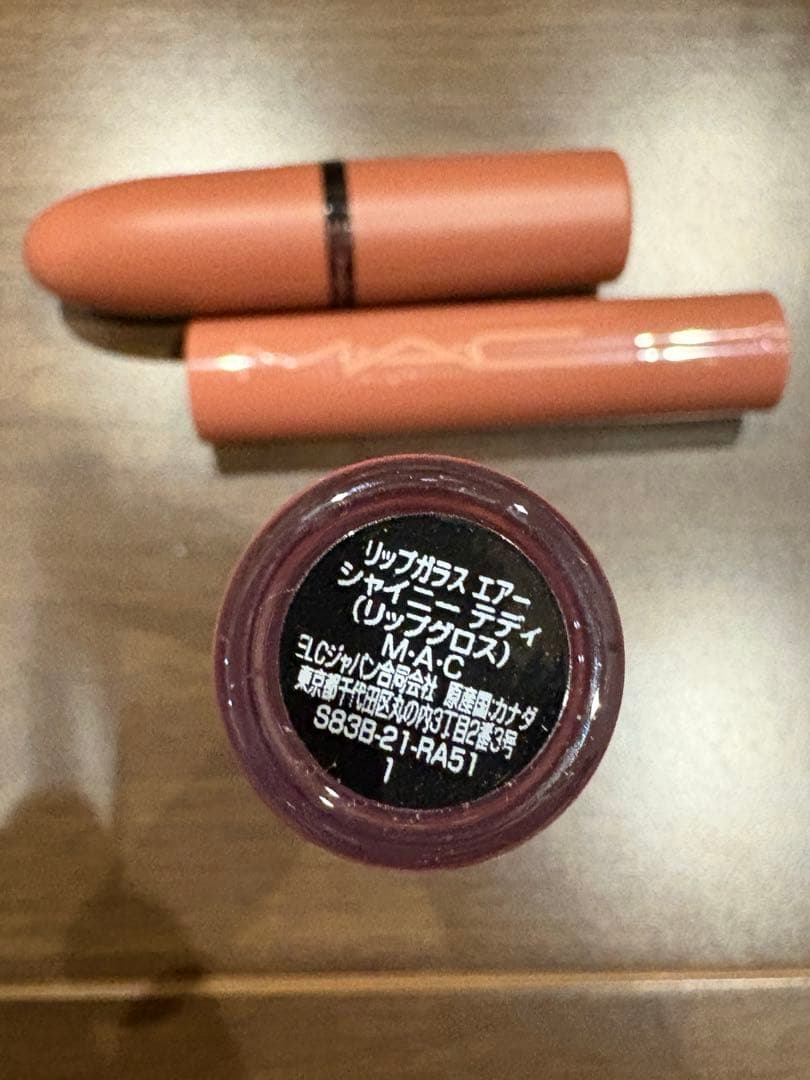 MAC
リップガラス エアー
シャイニー テディ
(リップグロス)
M・A・C
ELCジャパン合同会社 原産国:カナダ
東京都千代田区丸の内3丁目2番3号
S83B-21-RA51
1